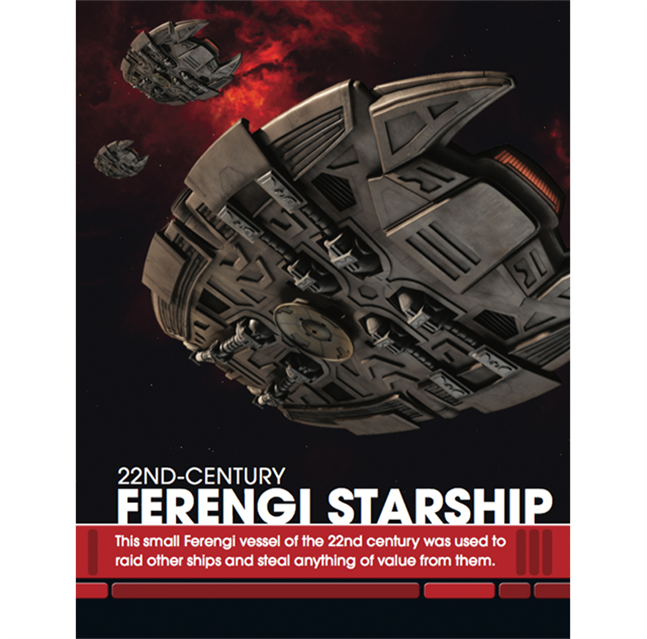 22ND-CENTURY
FERENGI STARSHIP
This small Ferengi vessel of the 22nd century was used to
raid other ships and steal anything of value from them.